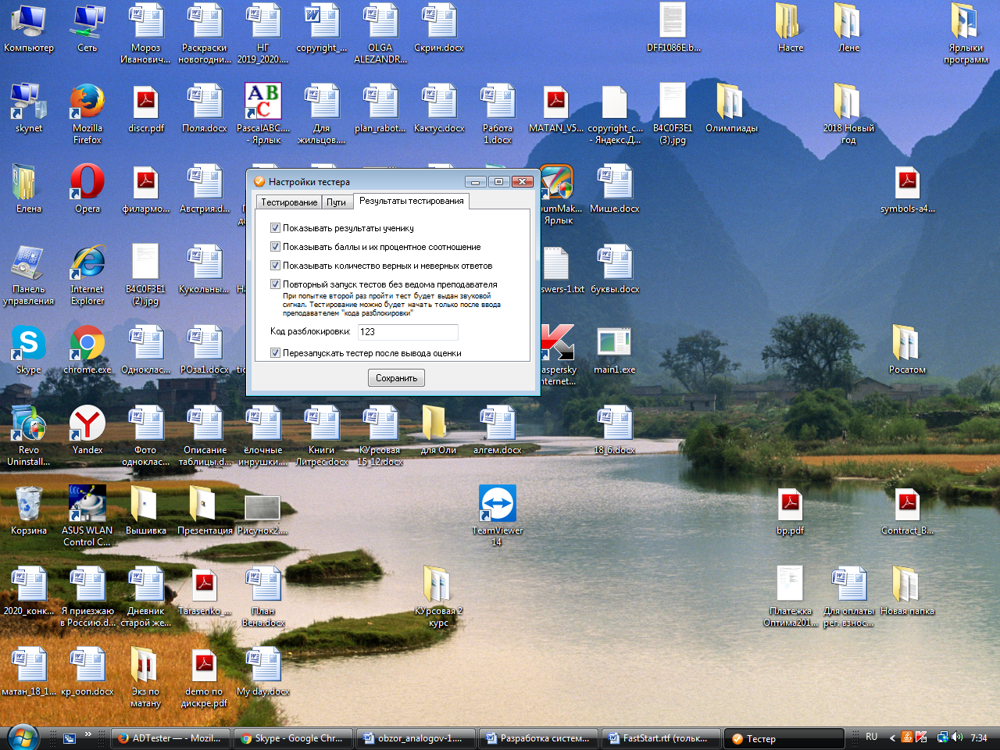 Компьютер
Сеть
Мороз
Иванович...
Раскраски
новогодни...
НГ
2019_2020....
copyright_...
OLGA
ALEZANDR...
Скрин.docx
DFF1086E.b...
Насте
Лене
Ярлыки
программ
skynet
Mozilla
Firefox
discr.pdf
Поля.docx
PascalABC....
- Ярлык
Для
жильцов....
plan_rabot...
Кактус.docx
Работа
1.docx
MATAN_V5...
copyright_c...
- Яндекс.Д...
B4C0F3E1
(3).jpg
Олимпиады
2018 Новый
год
Елена
Opera
филармо...
Австрия.d...
Настройки тестера
Тестирование
Пути
Результаты тестирования
Показывать результаты ученику
Показывать баллы и их процентное соотношение
Показывать количество верных и неверных ответов
Повторный запуск тестов без ведома преподавателя
При попытке второй раз пройти тест будет выдан звуковой
сигнал. Тестирование можно будет начать только после ввода
преподавателем "кода разблокировки"
Код разблокировки:
123
Перезапускать тестер после вывода оценки
Сохранить
bumMak...
Ярлык
Мише.docx
symbols-a4...
Панель
управления
Internet
Explorer
B4C0F3E1
(2).jpg
Кукольны...
swers-1.txt
буквы.docx
Skype
chrome.exe
Одноклас...
РОза1.docx
aspersky
nternet...
main1.exe
Росатом
Revo
Uninstall...
Yandex
Фото
одноклас...
Описание
таблицы.d...
ёлочные
инрушки....
Книги
Литрес.docx
КУрсовая
15_12.docx
для Оли
алгем.docx
18_6.docx
Корзина
ASUS WLAN
Control C...
Вышивка
Презентация
Рисунок2....
TeamViewer
14
bp.pdf
Contract_B...
2020_конк...
Я приезжаю
в Россию.d...
Дневник
старой же...
Tarasenko_...
План
Вена.docx
КУрсовая 2
курс
Платежка
Оптима201...
Для оплаты
рег. взнос...
Новая папка
матан_18_1...
кр_ооп.docx
Экз по
матану
demo по
дискре.pdf
My day.docx
ADTester — - Mozil...
Skype - Google Chr...
obzor_analogov-1....
Разработка систем...
FastStart.rtf (тольк...
Тестер
RU
7:34